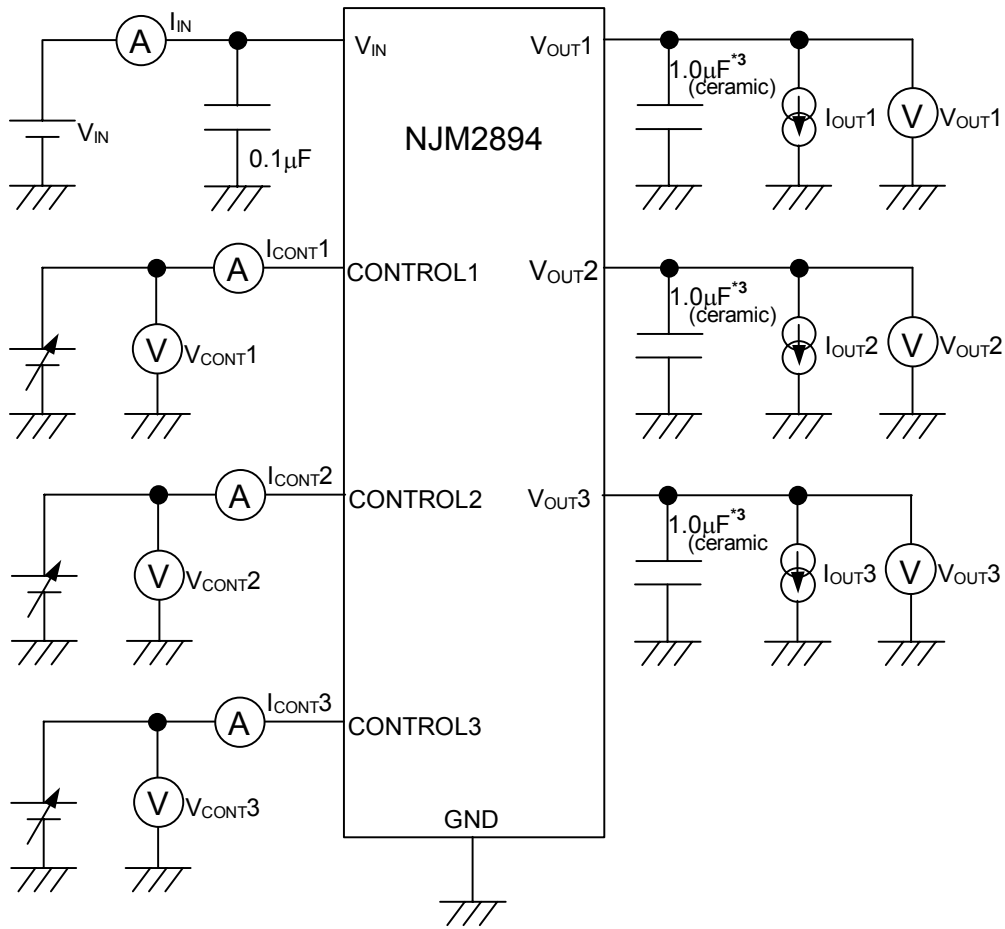 A I_IN
V_IN
V_IN
0.1μF
NJM2894
V_OUT1
1.0μF*3
(ceramic)
I_OUT1
V
V_OUT1
A I_CONT1
CONTROL1
V V_CONT1
V_OUT2
1.0μF*3
(ceramic)
I_OUT2
V
V_OUT2
A I_CONT2
CONTROL2
V V_CONT2
V_OUT3
1.0μF*3
(ceramic
I_OUT3
V
V_OUT3
A I_CONT3
CONTROL3
V V_CONT3
GND